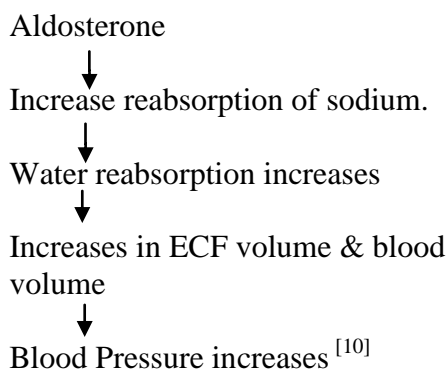 Aldosterone
Increase reabsorption of sodium.
Water reabsorption increases
Increases in ECF volume & blood
volume
Blood Pressure increases [10]